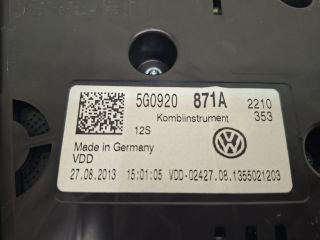 5G0920 871A 2210
Kombiinstrument 353
12S
Made in Germany
VDD
27.08.2013 15:01:05 VDD-02427.08.1355021203